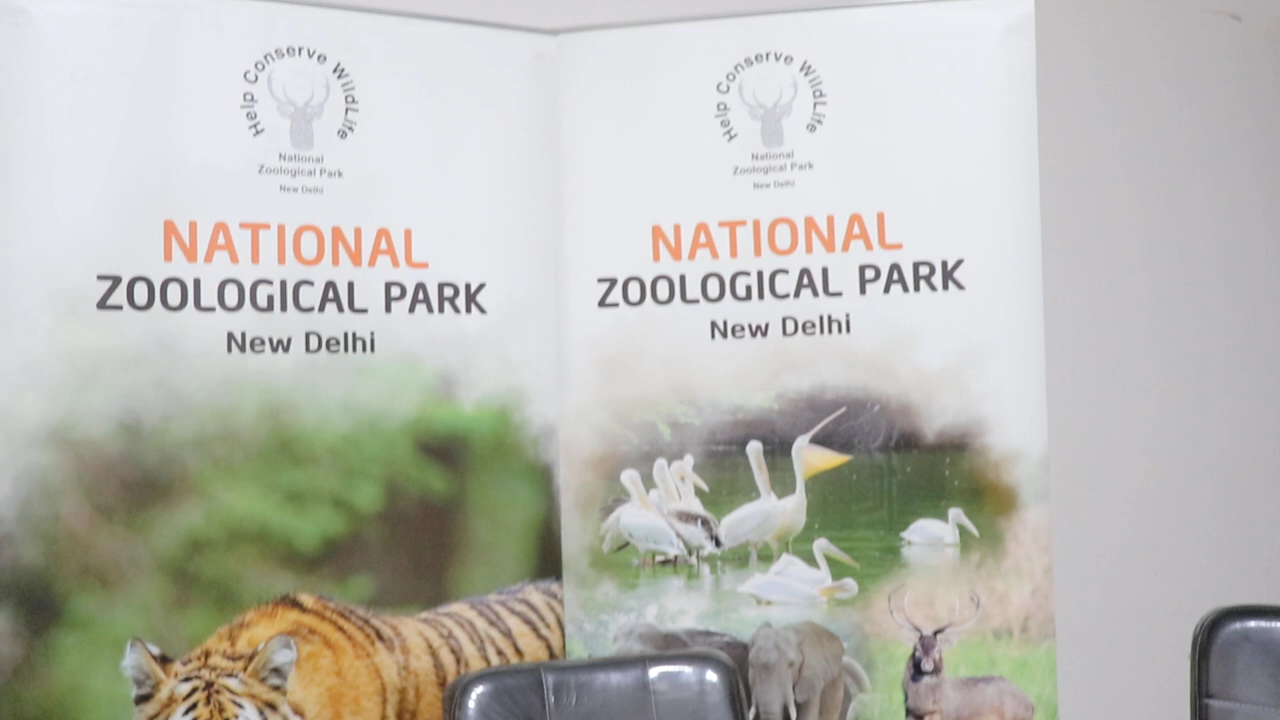 Help Conserve WildLife
National
Zoological Park
New Delhi
NATIONAL
ZOOLOGICAL PARK
New Delhi
Help Conserve WildLife
National
Zoological Park
New Delhi
NATIONAL
ZOOLOGICAL PARK
New Delhi